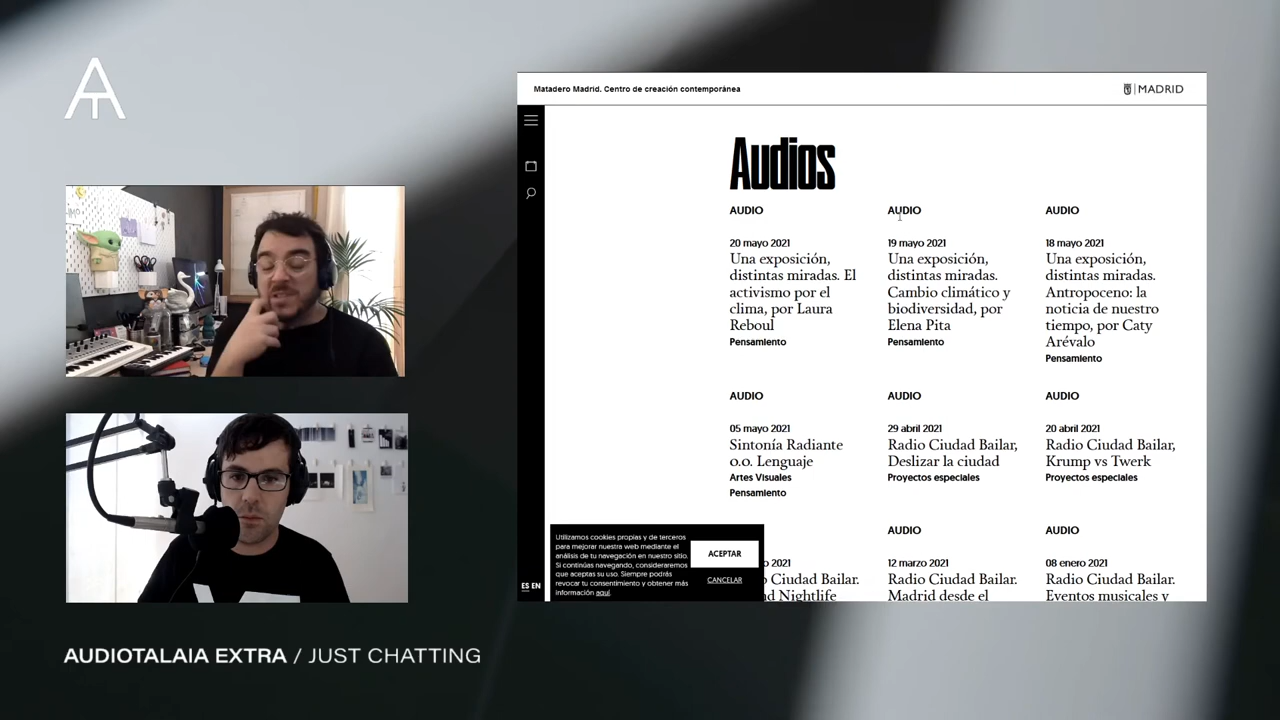 AT
Matadero Madrid. Centro de creación contemporánea
MADRID
Audios
AUDIO
20 mayo 2021
Una exposición,
distintas miradas. El
activismo por el
clima, por Laura
Reboul
Pensamiento
AUDIO
19 mayo 2021
Una exposición,
distintas miradas.
Cambio climático y
biodiversidad, por
Elena Pita
Pensamiento
AUDIO
18 mayo 2021
Una exposición,
distintas miradas.
Antropoceno: la
noticia de nuestro
tiempo, por Caty
Arévalo
Pensamiento
AUDIO
05 mayo 2021
Sintonía Radiante
0.0. Lenguaje
Artes Visuales
Pensamiento
AUDIO
29 abril 2021
Radio Ciudad Bailar,
Deslizar la ciudad
Proyectos especiales
AUDIO
20 abril 2021
Radio Ciudad Bailar,
Krump vs Twerk
Proyectos especiales
2021
Ciudad Bailar.
Nightlife
AUDIO
12 marzo 2021
Radio Ciudad Bailar.
Madrid desde el
AUDIO
08 enero 2021
Radio Ciudad Bailar.
Eventos musicales y
Utilizamos cookies propias y de terceros
para mejorar nuestra web mediante el
análisis de tu navegación en nuestro sitio.
Si continúas navegando, consideraremos
que aceptas su uso. Siempre podrás
revocar tu consentimiento y obtener más
información aquí.
ACEPTAR
CANCELAR
ES EN
AUDIOTALAIA EXTRA / JUST CHATTING